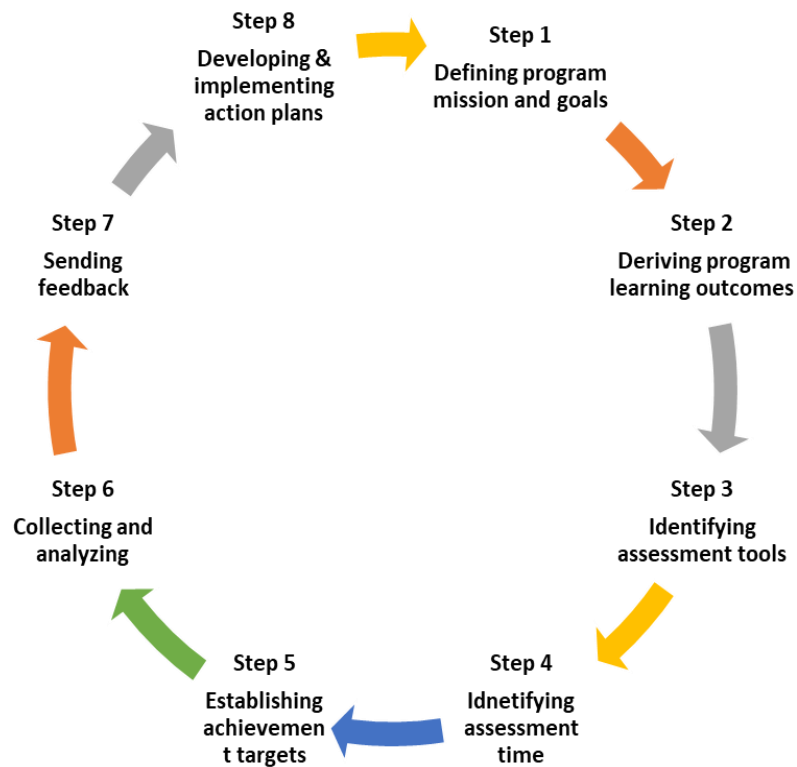 Step 1
Defining program
mission and goals
Step 2
Deriving program
learning outcomes
Step 3
Identifying
assessment tools
Step 4
Idnetifying
assessment
time
Step 5
Establishing
achievemen
t targets
Step 6
Collecting and
analyzing
Step 7
Sending
feedback
Step 8
Developing &
implementing
action plans